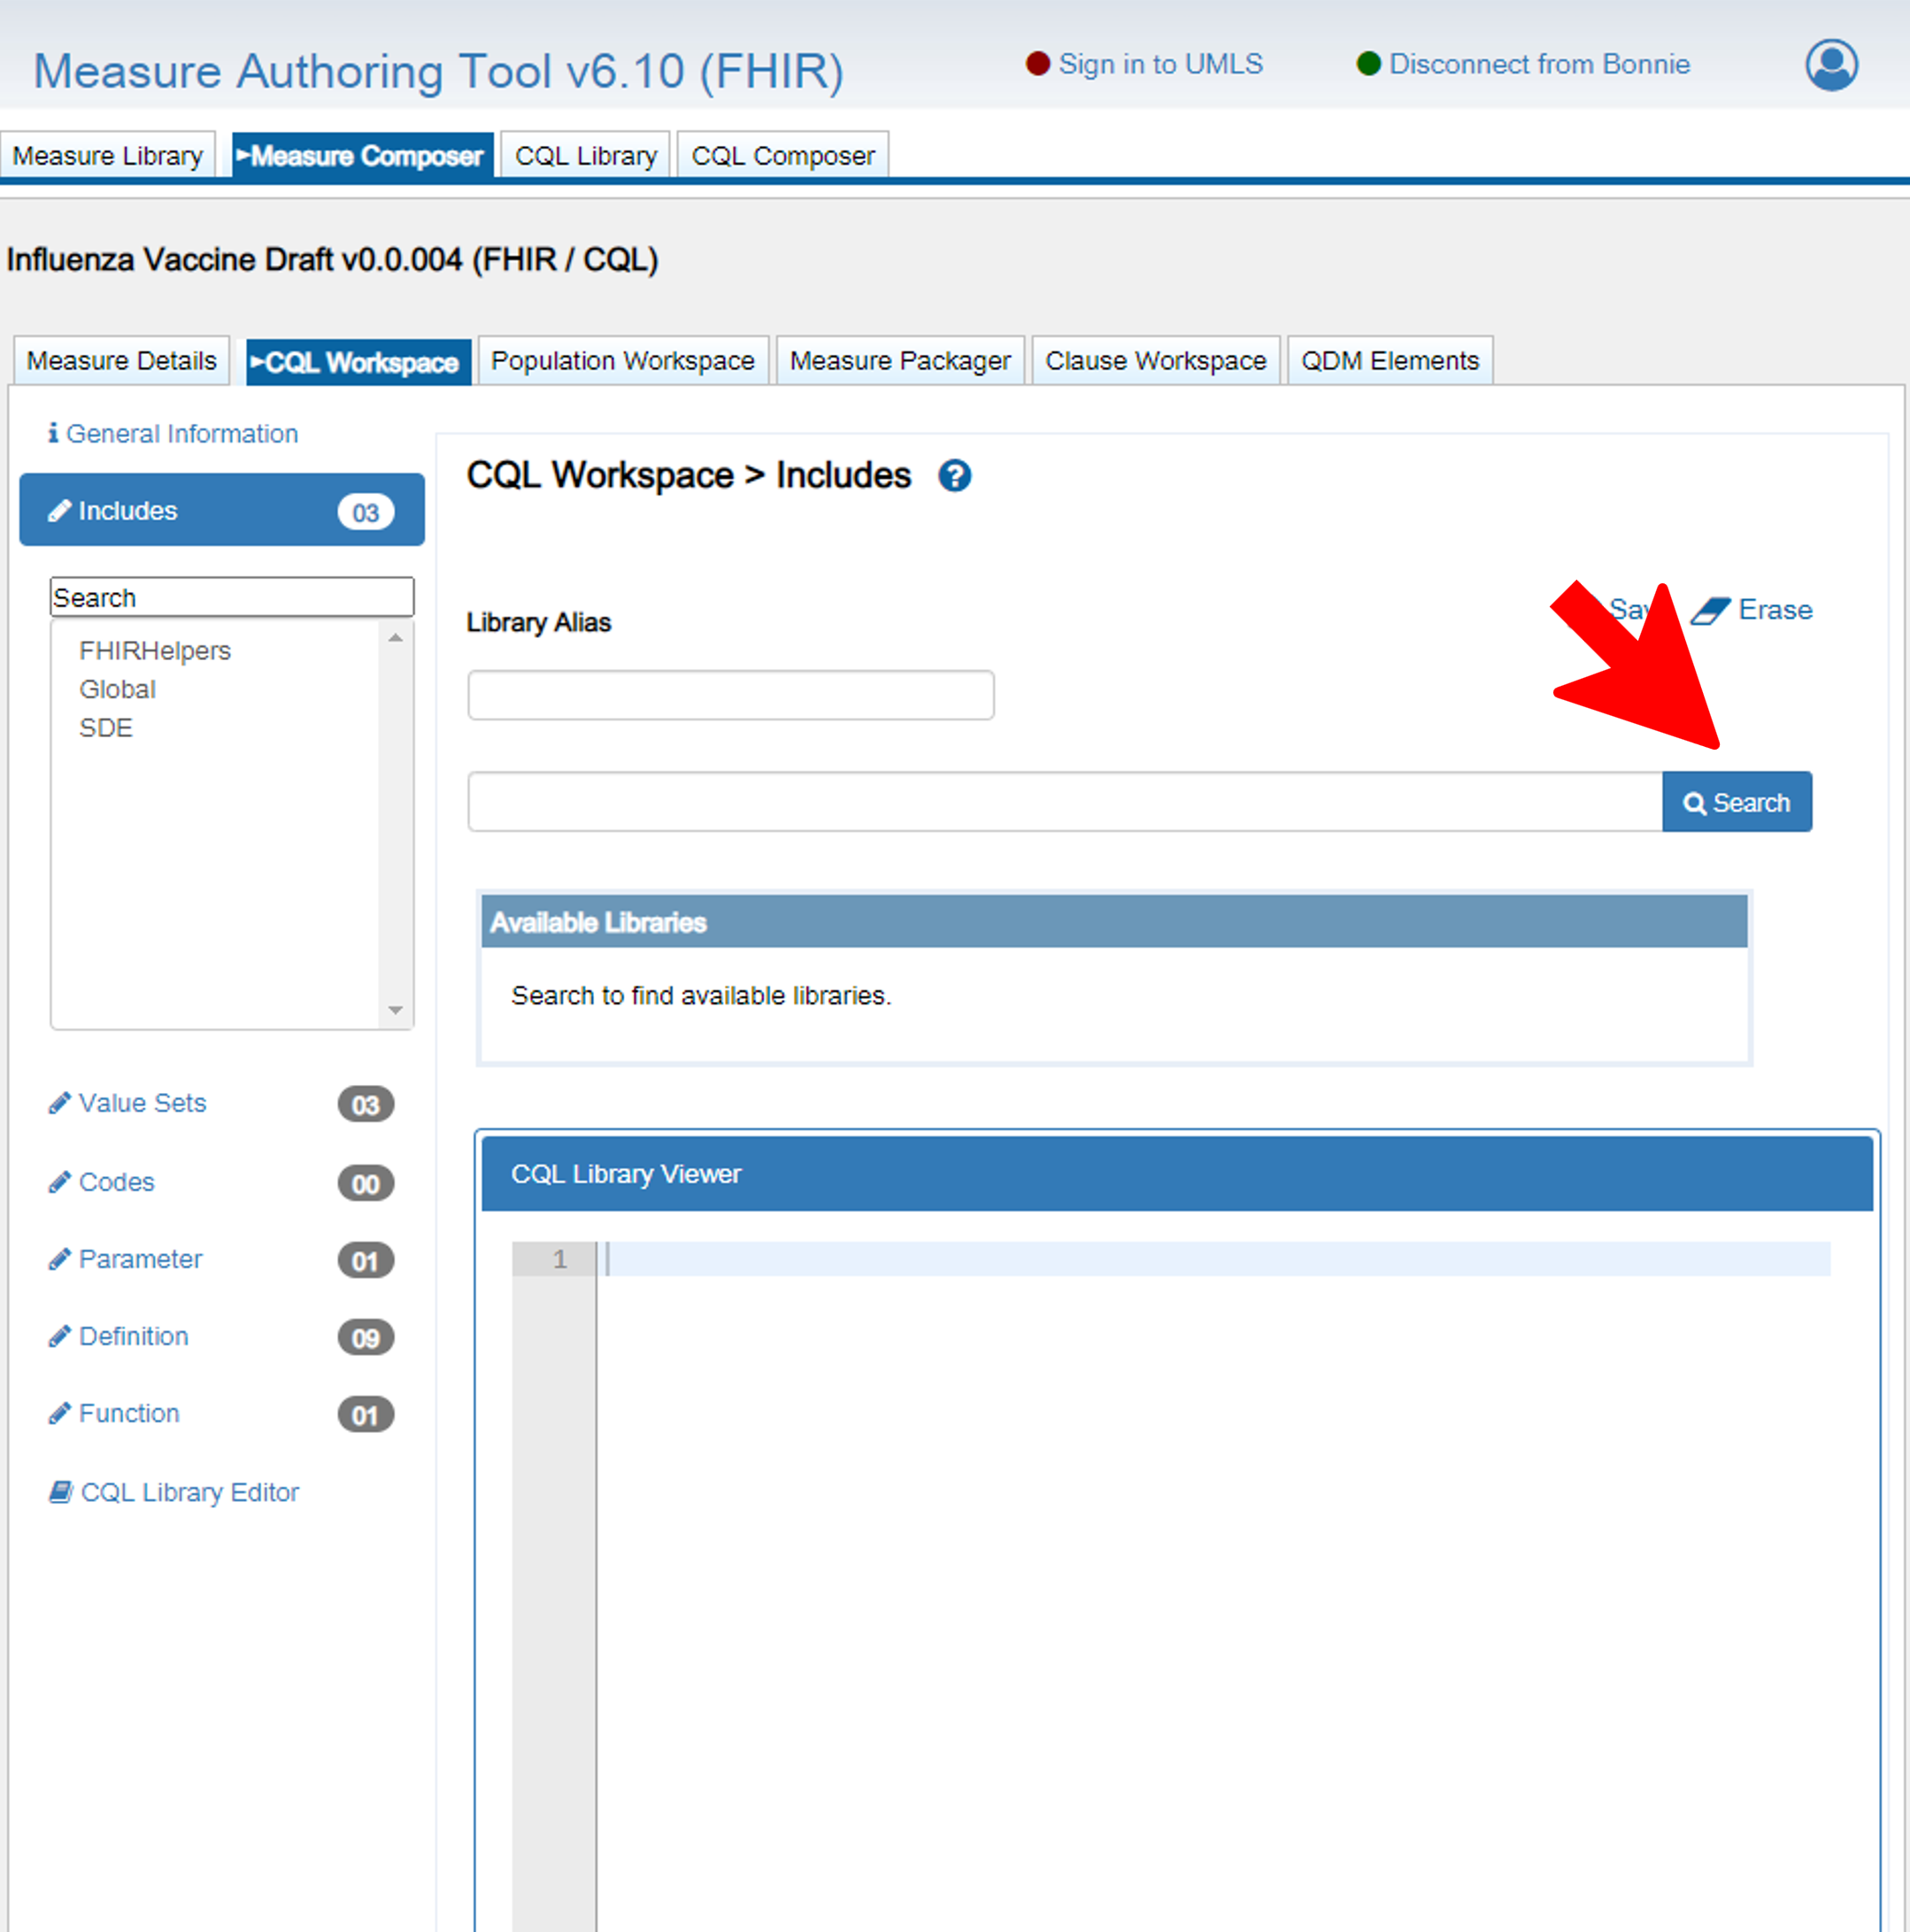 Measure Authoring Tool v6.10 (FHIR)
Sign in to UMLS
Disconnect from Bonnie
Measure Library
Measure Composer
CQL Library
CQL Composer
Influenza Vaccine Draft v0.0.004 (FHIR / CQL)
Measure Details
CQL Workspace
Population Workspace
Measure Packager
Clause Workspace
QDM Elements
General Information
Includes 03
Search
FHIRHelpers
Global
SDE
Value Sets 03
Codes 00
Parameter 01
Definition 09
Function 01
CQL Library Editor
CQL Workspace > Includes
Erase
Library Alias
Search
Available Libraries
Search to find available libraries.
CQL Library Viewer
1